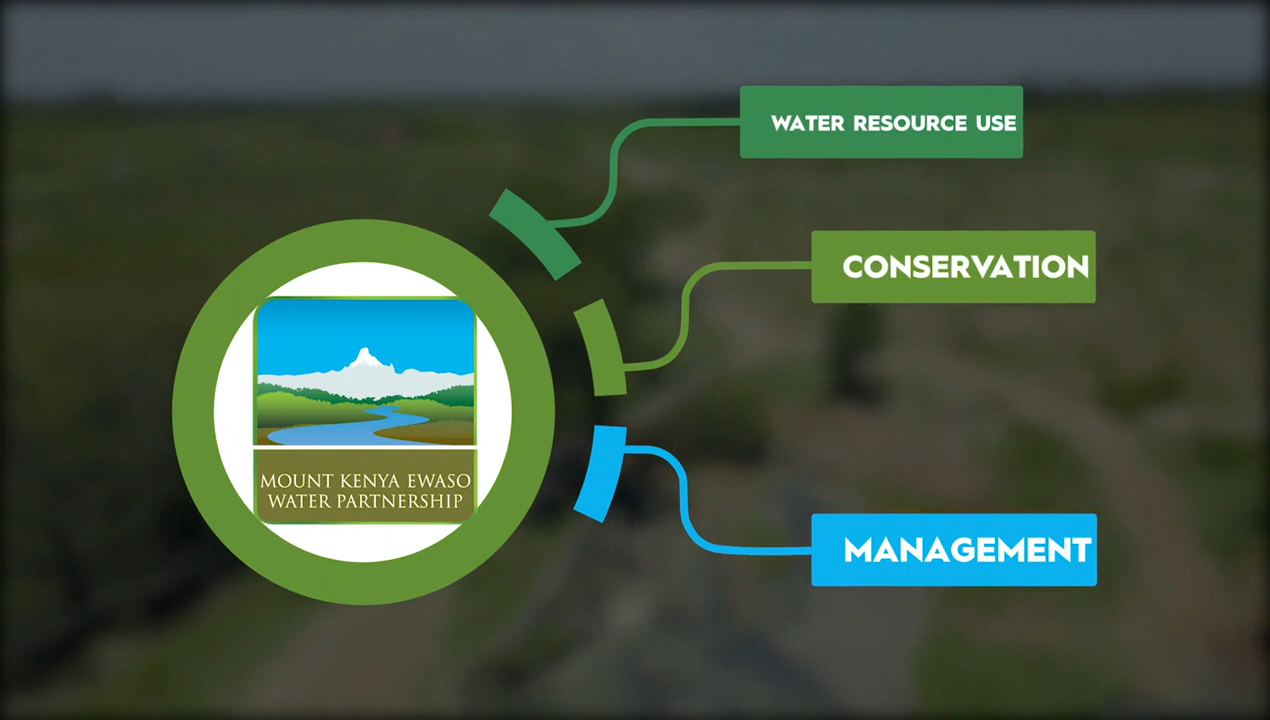 WATER RESOURCE USE
CONSERVATION
MOUNT KENYA EWASO
WATER PARTNERSHIP
MANAGEMENT